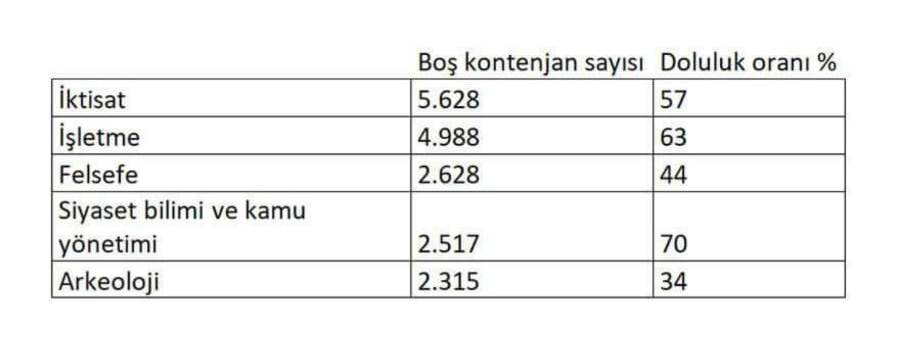 Boş kontenjan sayısı Doluluk oranı %
İktisat 5.628 57
İşletme 4.988 63
Felsefe 2.628 44
Siyaset bilimi ve kamu
yönetimi 2.517 70
Arkeoloji 2.315 34